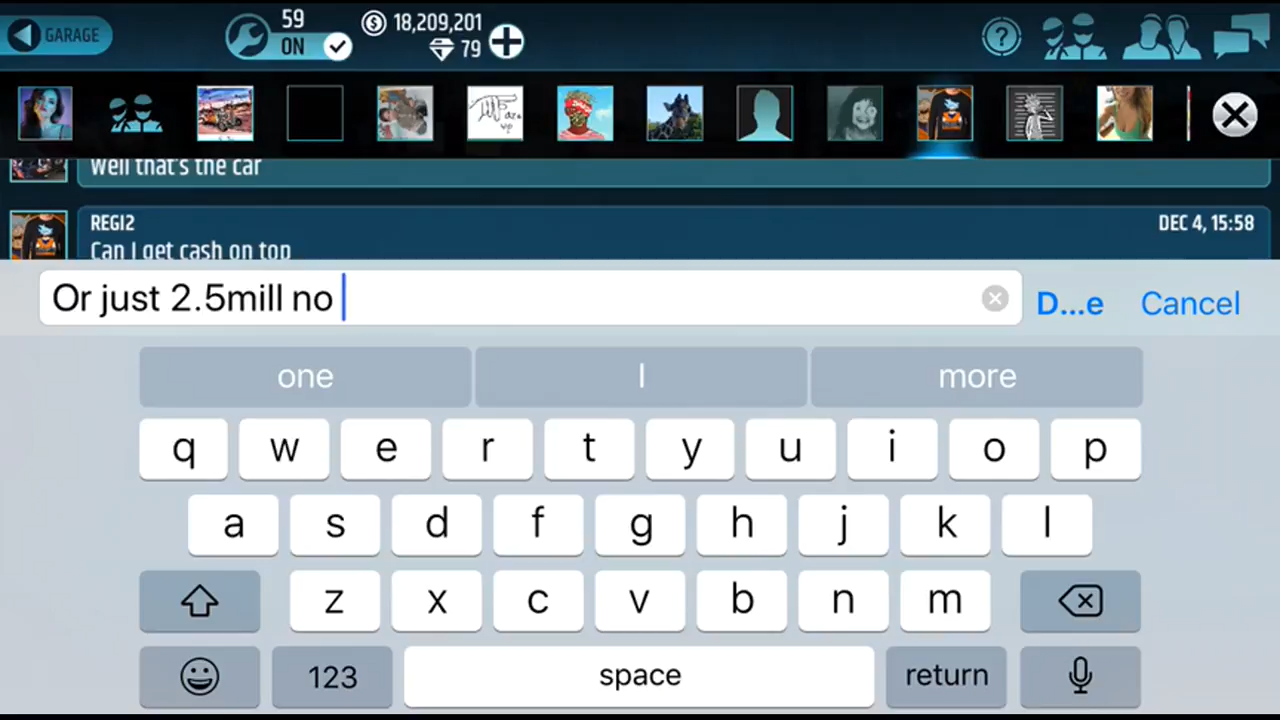 GARAGE
59
ON
18,209,201
79
Well that's the car
REGI2
DEC 4, 15:58
Can I get cash on top
Or just 2.5mill no
D...e
Cancel
one
I
more
q w e r t y u i o p
a s d f g h j k l
z x c v b n m
123
space
return